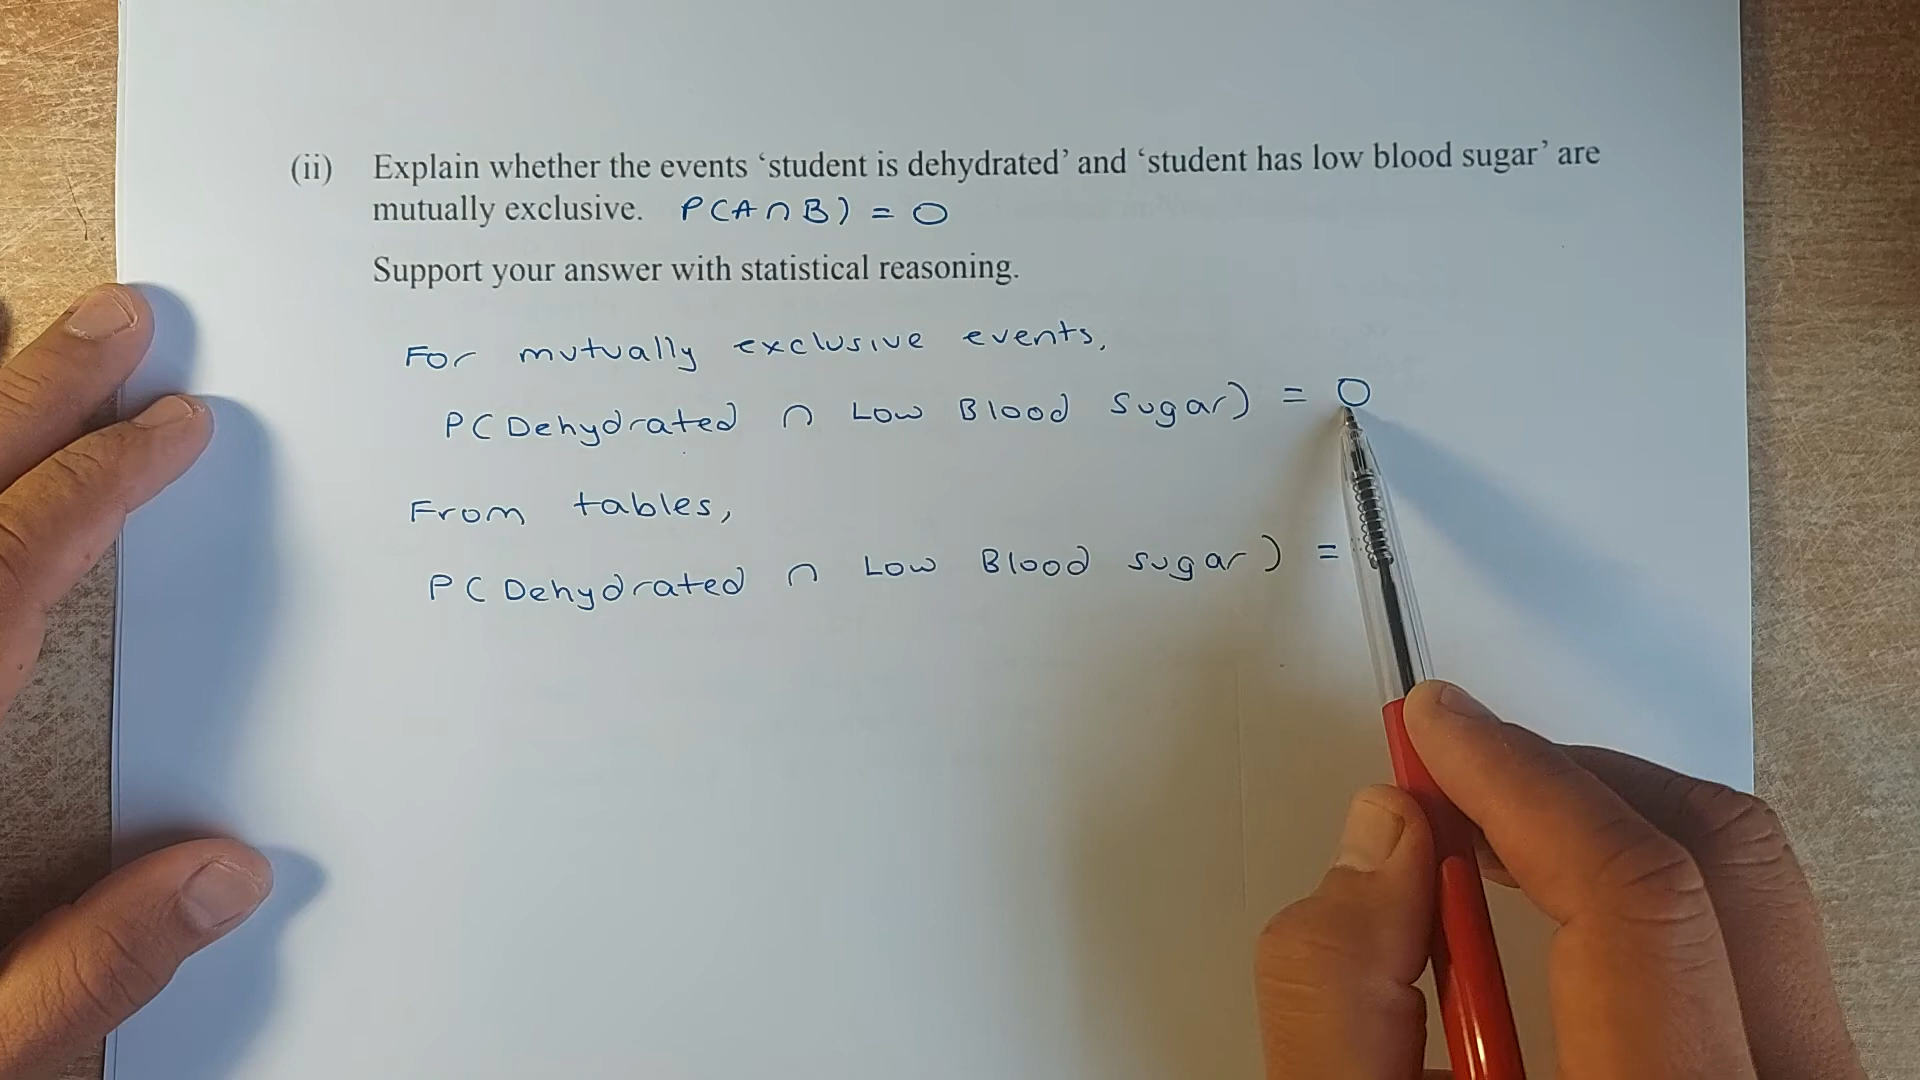 (ii) Explain whether the events ‘student is dehydrated’ and ‘student has low blood sugar’ are
mutually exclusive. P(A ∩ B) = 0
Support your answer with statistical reasoning.
For mutually exclusive events,
P(Dehydrated ∩ Low Blood Sugar) = 0
From tables,
P(Dehydrated ∩ Low Blood sugar) =